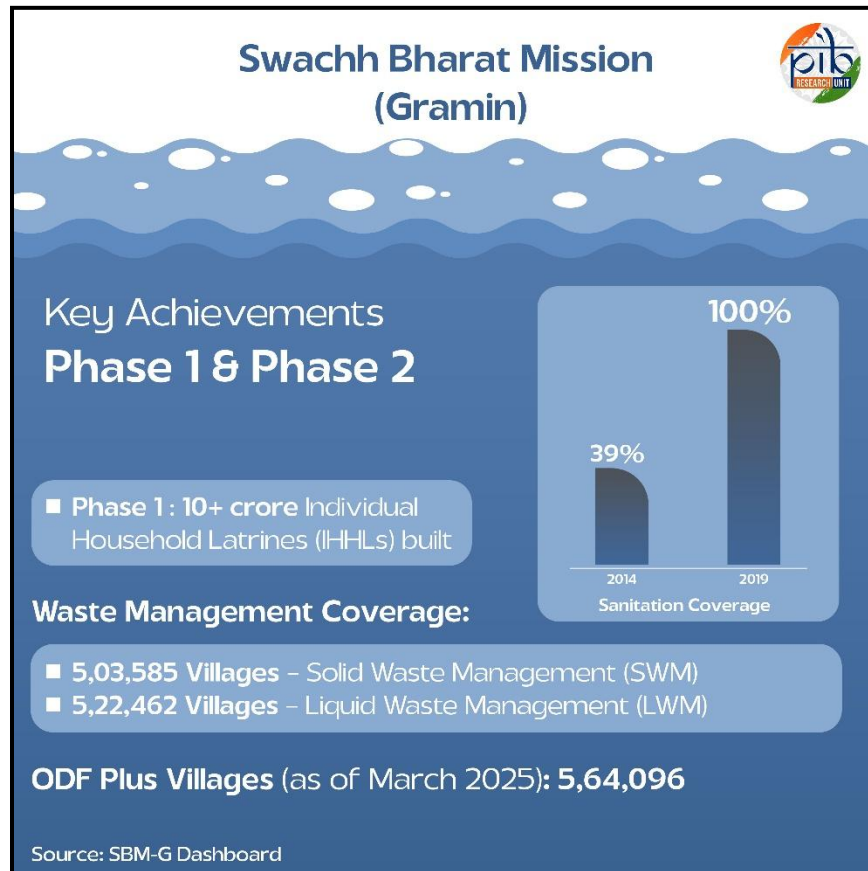 Swachh Bharat Mission
(Gramin)
pib
RESEARCH UNIT
Key Achievements
Phase 1 & Phase 2
■ Phase 1 : 10+ crore Individual
Household Latrines (IHHLs) built
100%
39%
2014 2019
Sanitation Coverage
Waste Management Coverage:
■ 5,03,585 Villages – Solid Waste Management (SWM)
■ 5,22,462 Villages – Liquid Waste Management (LWM)
ODF Plus Villages (as of March 2025): 5,64,096
Source: SBM-G Dashboard